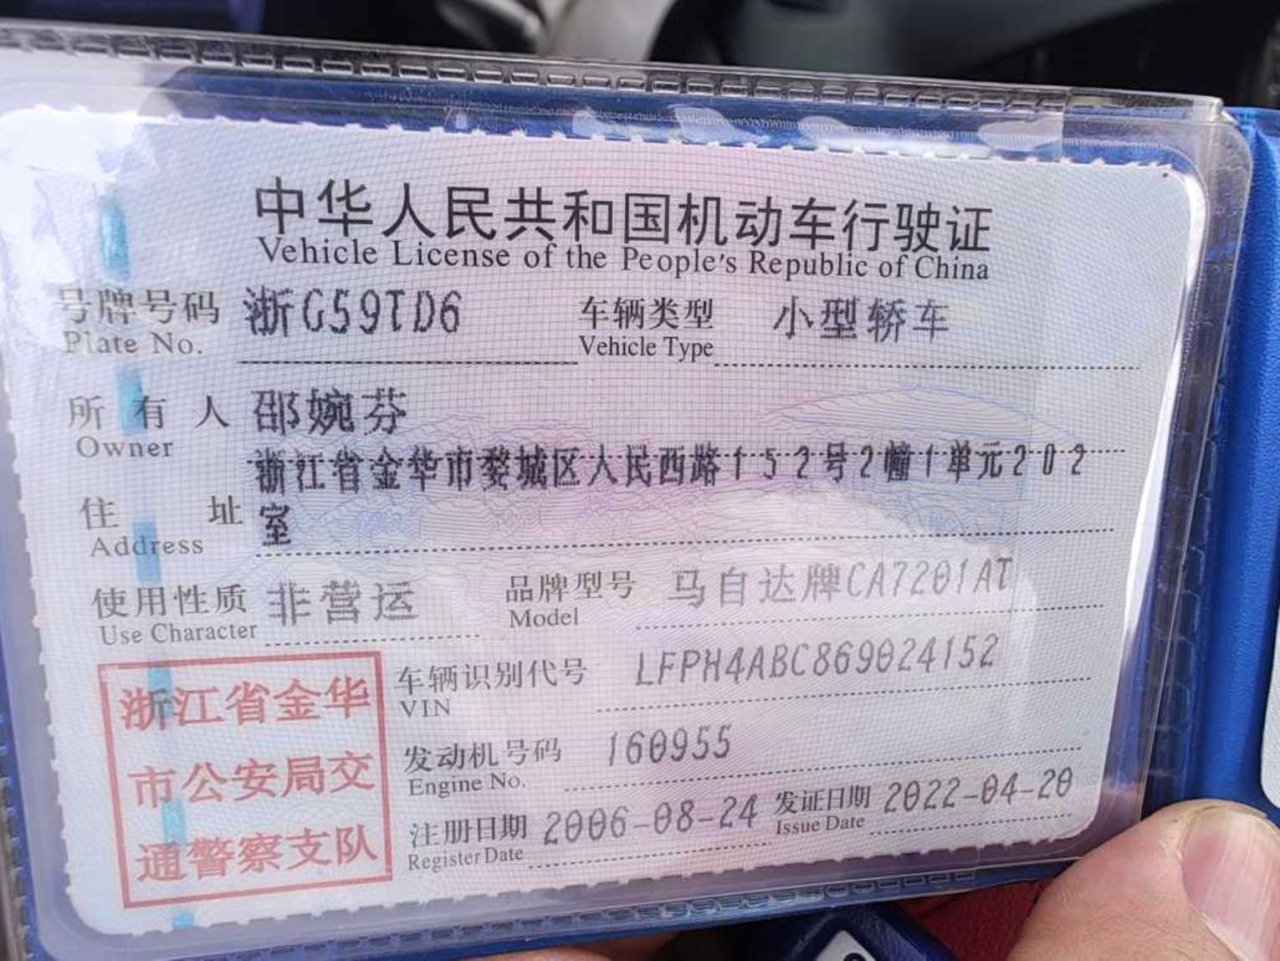 中华人民共和国机动车行驶证
Vehicle License of the People's Republic of China
号牌号码 浙G59TD6 车辆类型 小型轿车
Plate No. Vehicle Type
所有人 邵婉芬
Owner
浙江省金华市婺城区人民西路152号2幢1单元202
住址 室
Address
使用性质 非营运 品牌型号 马自达牌CA7201AT
Use Character Model
车辆识别代号 LFPH4ABC869024152
VIN
发动机号码 160955
Engine No.
注册日期 2006-08-24 发证日期 2022-04-20
Register Date Issue Date
浙江省金华
市公安局交
通警察支队